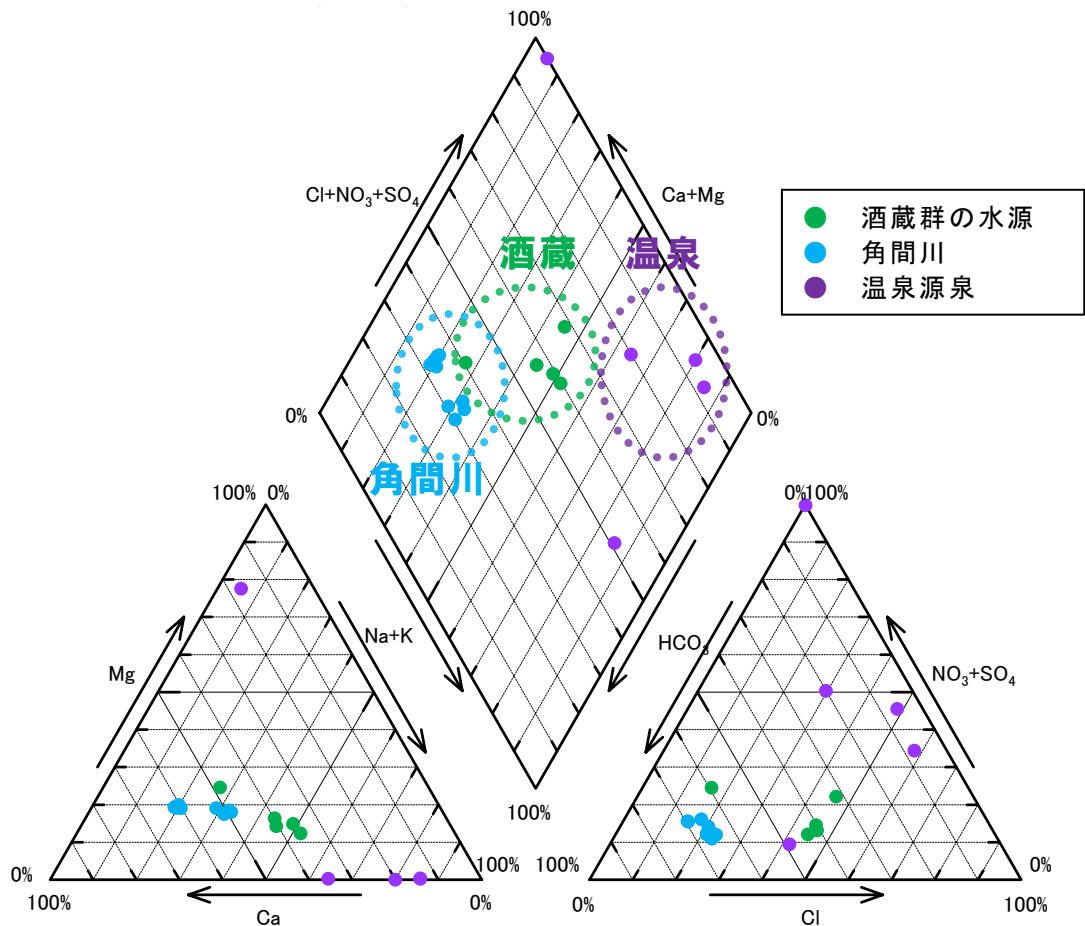 100%
Cl+NO₃+SO₄
Ca+Mg
酒蔵群の水源
角間川
温泉源泉
酒蔵
温泉
0%
0%
角間川
100% 0%
0%100%
Mg
Na+K
HCO₃
NO₃+SO₄
100%
0%
100%
100%
0%
100%
0%
0%
100%
Ca
Cl